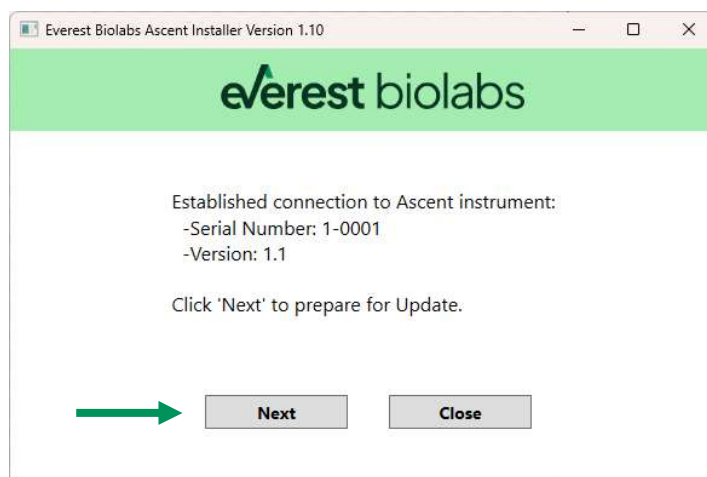 Everest Biolabs Ascent Installer Version 1.10
everest biolabs
Established connection to Ascent instrument:
-Serial Number: 1-0001
-Version: 1.1
Click 'Next' to prepare for Update.
Next Close